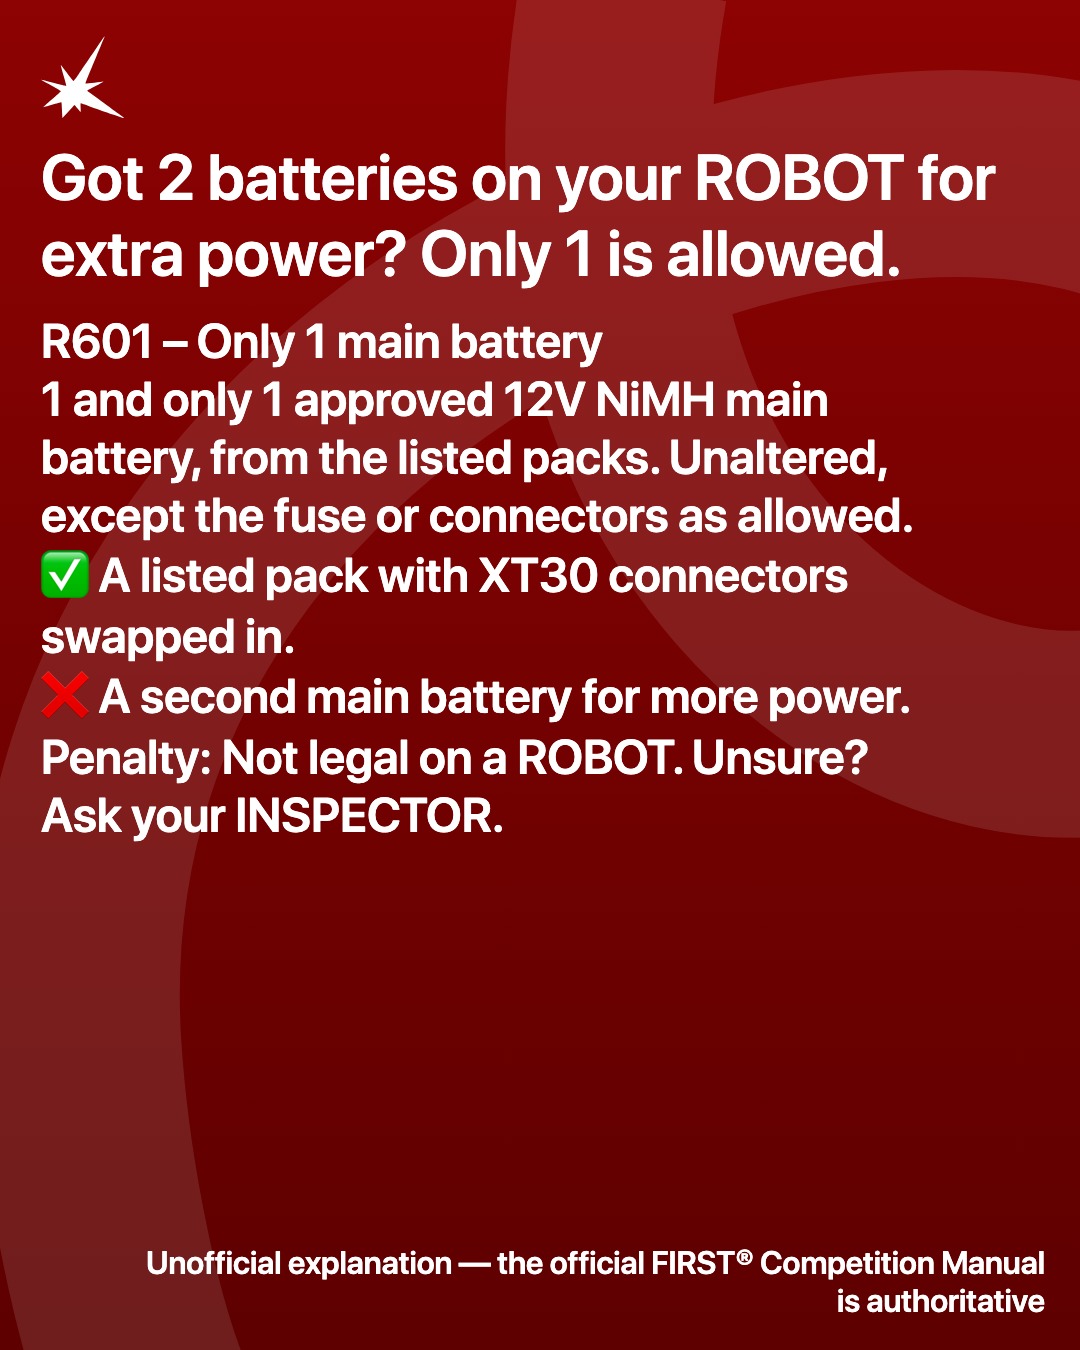 Got 2 batteries on your ROBOT for
extra power? Only 1 is allowed.
R601 – Only 1 main battery
1 and only 1 approved 12V NiMH main
battery, from the listed packs. Unaltered,
except the fuse or connectors as allowed.
✅ A listed pack with XT30 connectors
swapped in.
❌ A second main battery for more power.
Penalty: Not legal on a ROBOT. Unsure?
Ask your INSPECTOR.
Unofficial explanation — the official FIRST® Competition Manual
is authoritative